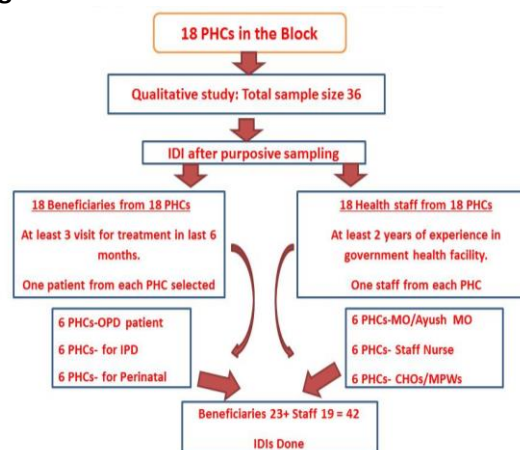 18 PHCs in the Block
Qualitative study: Total sample size 36
IDI after purposive sampling
18 Beneficiaries from 18 PHCs
At least 3 visit for treatment in last 6
months.
One patient from each PHC selected
18 Health staff from 18 PHCs
At least 2 years of experience in
government health facility.
One staff from each PHC
6 PHCs-OPD patient
6 PHCs- for IPD
6 PHCs- for Perinatal
6 PHCs-MO/Ayush MO
6 PHCs- Staff Nurse
6 PHCs- CHOs/MPWs
Beneficiaries 23+ Staff 19 = 42
IDIs Done